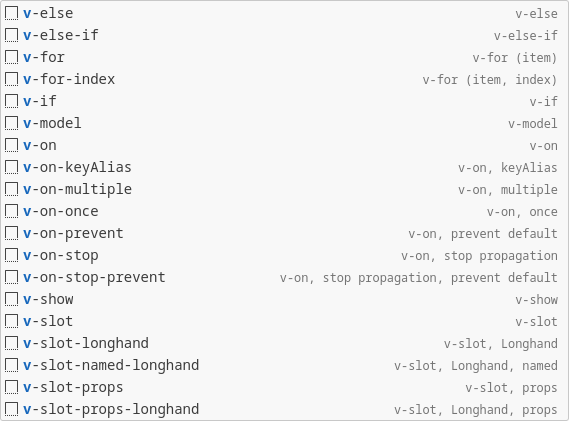 v-else v-else
v-else-if v-else-if
v-for v-for (item)
v-for-index v-for (item, index)
v-if v-if
v-model v-model
v-on v-on
v-on-keyAlias v-on, keyAlias
v-on-multiple v-on, multiple
v-on-once v-on, once
v-on-prevent v-on, prevent default
v-on-stop v-on, stop propagation
v-on-stop-prevent v-on, stop propagation, prevent default
v-show v-show
v-slot v-slot
v-slot-longhand v-slot, Longhand
v-slot-named-longhand v-slot, Longhand, named
v-slot-props v-slot, props
v-slot-props-longhand v-slot, Longhand, props